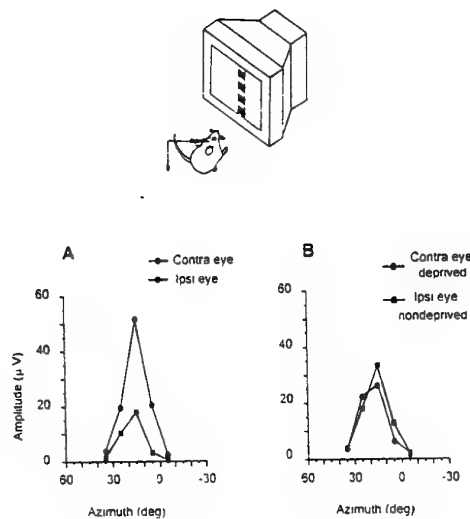 A
Contra eye
Ipsi eye
60
40
20
0
Amplitude (μ V)
60 30 0 -30
Azimuth (deg)
B
Contra eye
deprived
Ipsi eye
nondeprived
60
40
20
0
60 30 0 -30
Azimuth (deg)